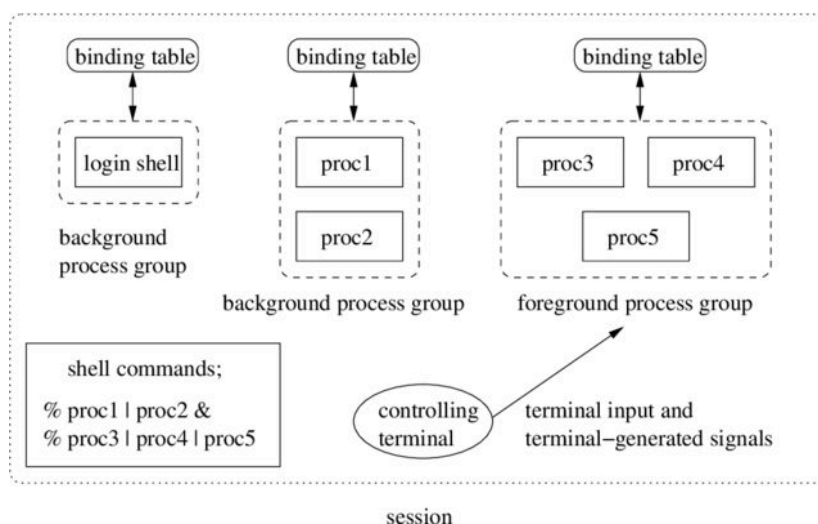 binding table
binding table
binding table
login shell
proc1
proc2
proc3
proc4
proc5
background
process group
background process group
foreground process group
shell commands;
% proc1 | proc2 &
% proc3 | proc4 | proc5
controlling
terminal
terminal input and
terminal−generated signals
session